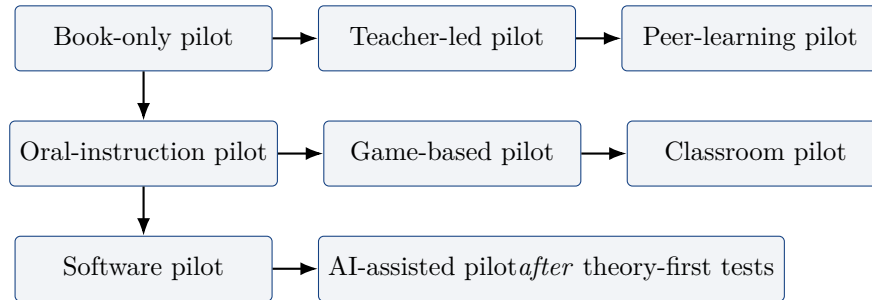 Book-only pilot
Teacher-led pilot
Peer-learning pilot
Oral-instruction pilot
Game-based pilot
Classroom pilot
Software pilot
AI-assisted pilotafter theory-first tests